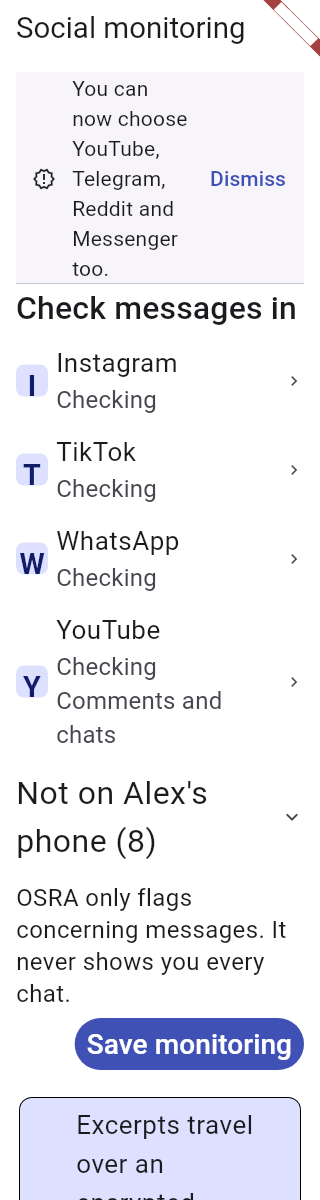 Social monitoring
You can
now choose
YouTube,
Telegram,
Reddit and
Messenger
too.
Dismiss
Check messages in
I
Instagram
Checking
T
TikTok
Checking
W
WhatsApp
Checking
Y
YouTube
Checking
Comments and
chats
Not on Alex's
phone (8)
OSRA only flags
concerning messages. It
never shows you every
chat.
Save monitoring
Excerpts travel
over an